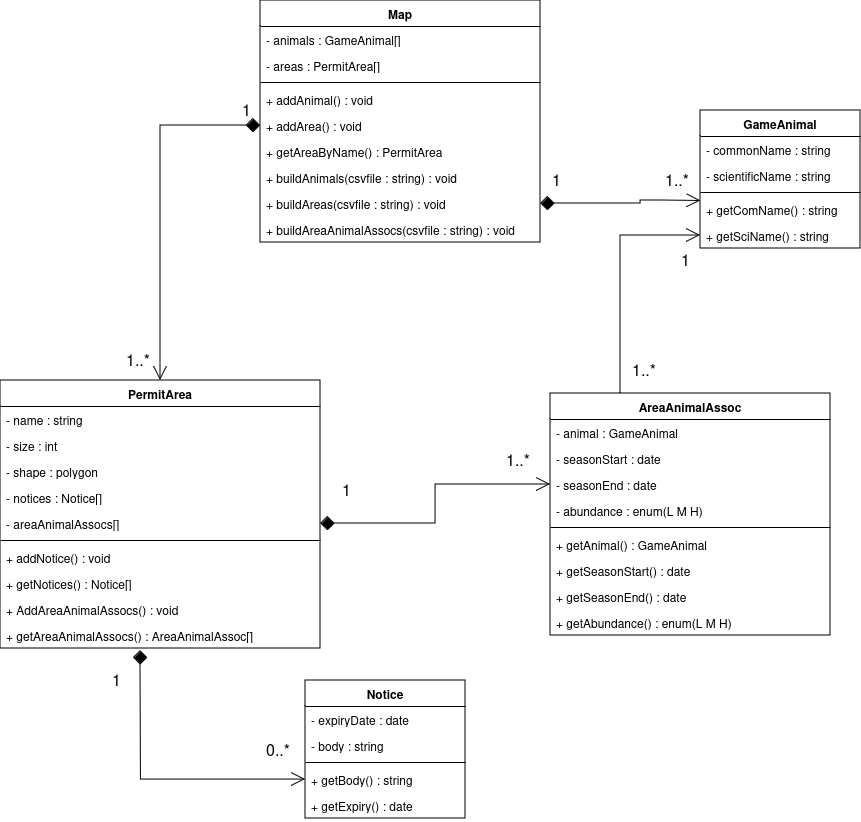 Map
- animals : GameAnimal[]
- areas : PermitArea[]
+ addAnimal() : void
+ addArea() : void
+ getAreaByName() : PermitArea
+ buildAnimals(csvfile : string) : void
+ buildAreas(csvfile : string) : void
+ buildAreaAnimalAssocs(csvfile : string) : void
1
1
1..*
GameAnimal
- commonName : string
- scientificName : string
+ getComName() : string
+ getSciName() : string
1
1..*
1..*
PermitArea
- name : string
- size : int
- shape : polygon
- notices : Notice[]
- areaAnimalAssocs[]
+ addNotice() : void
+ getNotices() : Notice[]
+ AddAreaAnimalAssocs() : void
+ getAreaAnimalAssocs() : AreaAnimalAssoc[]
1
1..*
AreaAnimalAssoc
- animal : GameAnimal
- seasonStart : date
- seasonEnd : date
- abundance : enum(L M H)
+ getAnimal() : GameAnimal
+ getSeasonStart() : date
+ getSeasonEnd() : date
+ getAbundance() : enum(L M H)
1
0..*
Notice
- expiryDate : date
- body : string
+ getBody() : string
+ getExpiry() : date